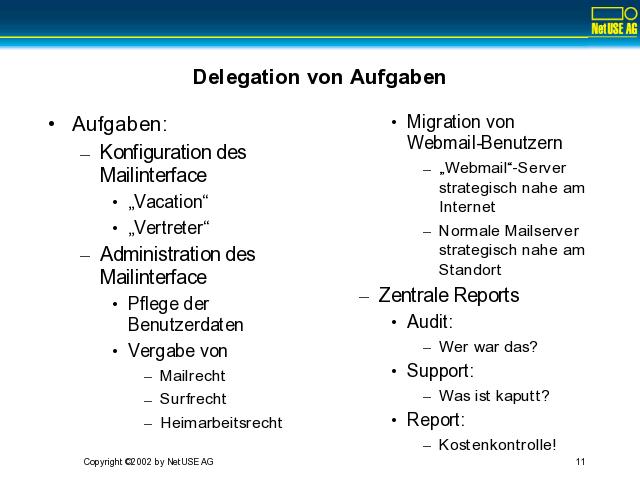 NetUSE AG
Delegation von Aufgaben
• Aufgaben:
– Konfiguration des
Mailinterface
• „Vacation“
• „Vertreter“
– Administration des
Mailinterface
• Pflege der
Benutzerdaten
• Vergabe von
– Mailrecht
– Surfrecht
– Heimarbeitsrecht
• Migration von
Webmail-Benutzern
– „Webmail“-Server
strategisch nahe am
Internet
– Normale Mailserver
strategisch nahe am
Standort
– Zentrale Reports
• Audit:
– Wer war das?
• Support:
– Was ist kaputt?
• Report:
– Kostenkontrolle!
Copyright ©2002 by NetUSE AG
11